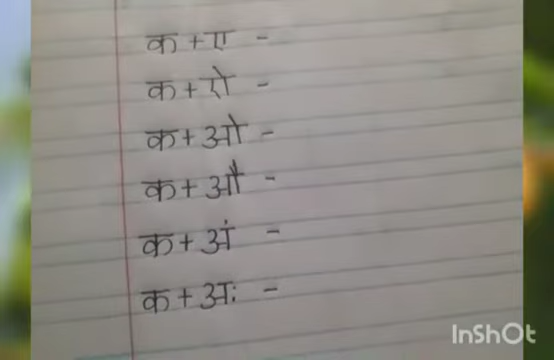 क + ए -
क + ऐ -
क + ओ -
क + औ -
क + अं -
क + अः -
InShOt